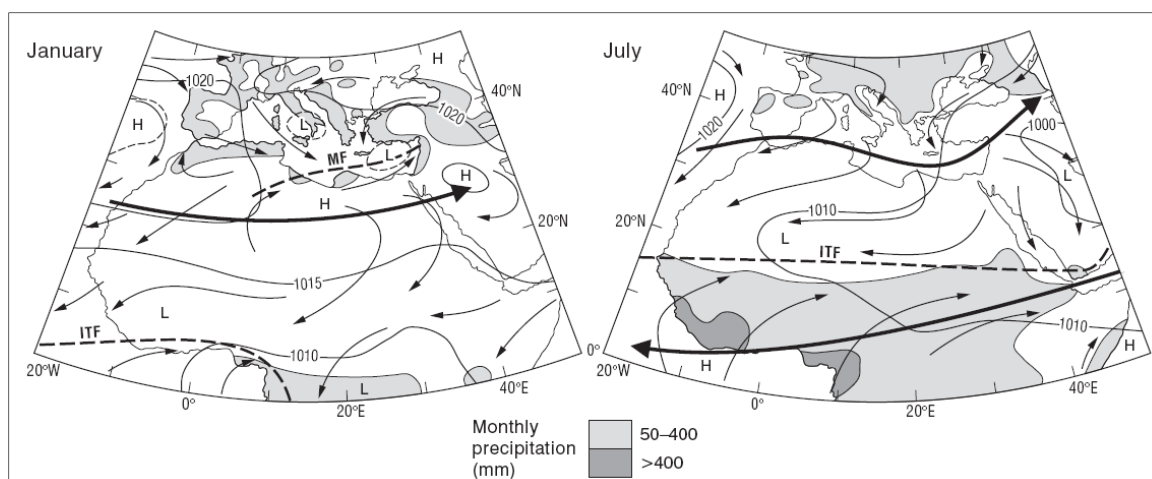 January
H
1020
40°N
L
1020
H
MF
L
H
H
20°N
1015
L
ITF
1010
L
0°
20°W
0°
20°E
40°E
July
40°N
H
1020
1000
L
20°N
1010
L
ITF
1010
H
H
20°W
0°
20°E
40°E
Monthly
precipitation
(mm)
50–400
>400